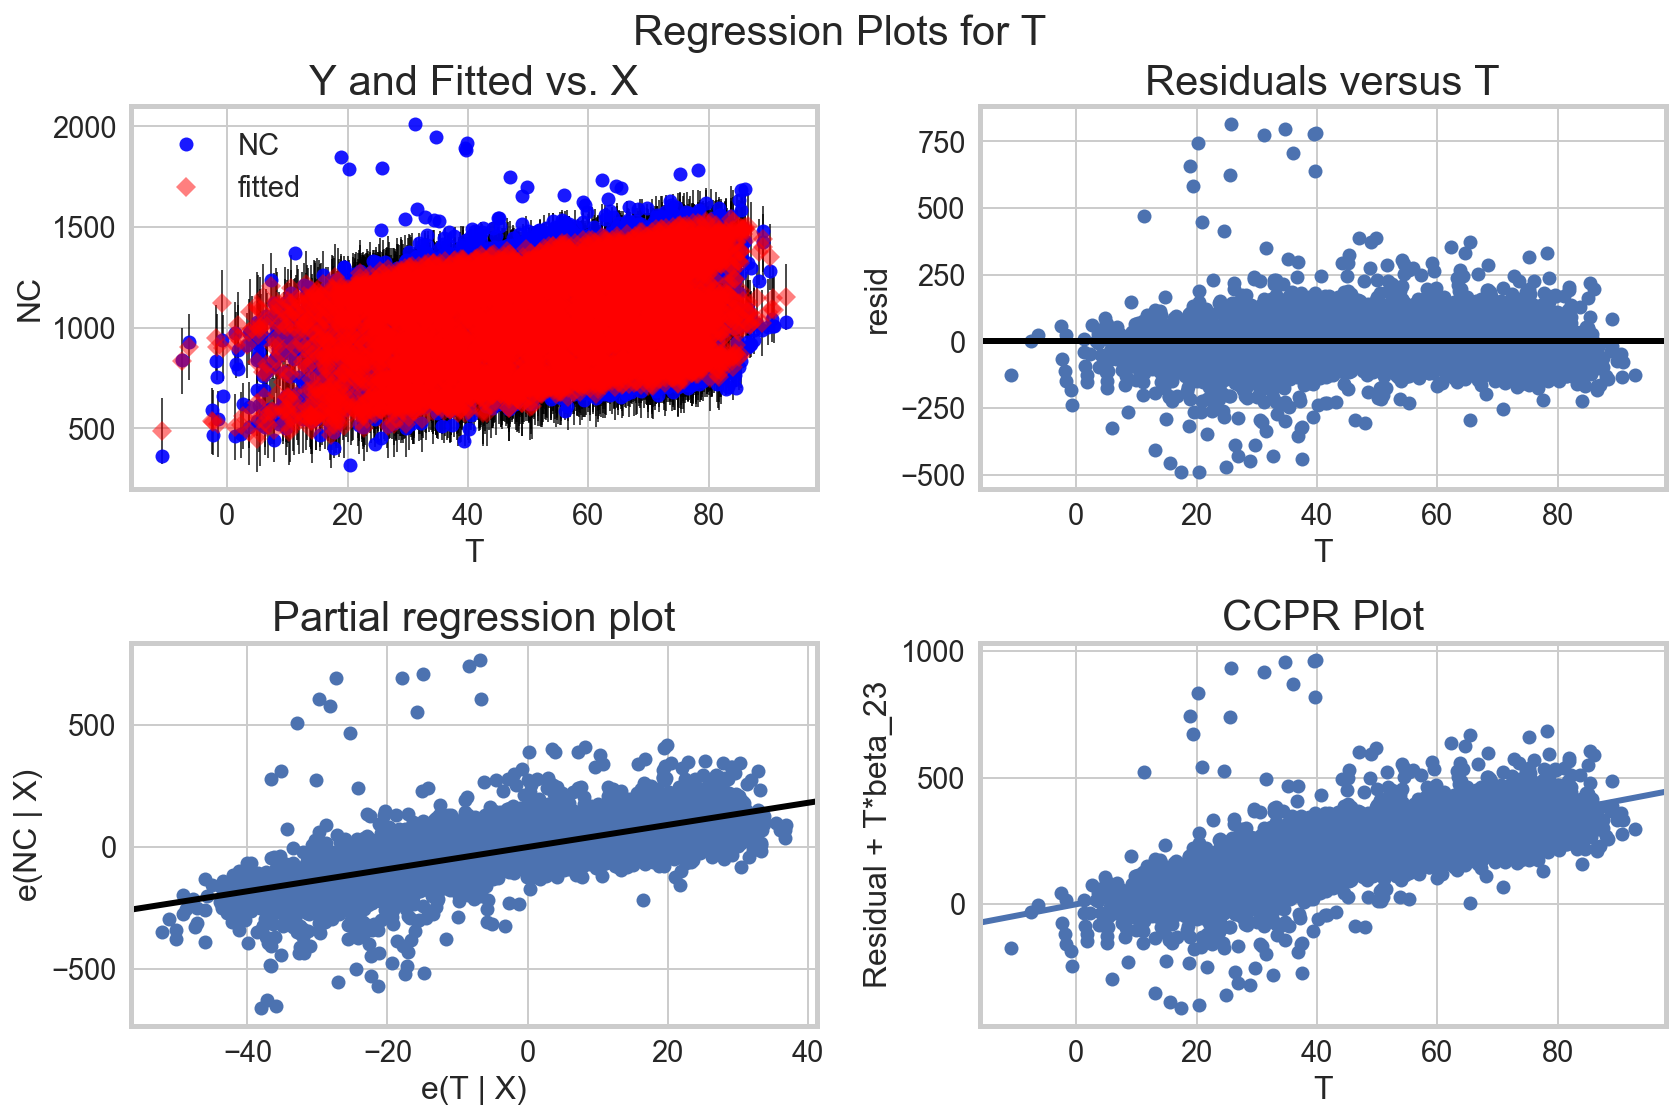 Regression Plots for T
Y and Fitted vs. X
2000
1500
1000
500
NC
NC
fitted
0 20 40 60 80
T
Residuals versus T
750
500
250
0
−250
−500
resid
0 20 40 60 80
T
Partial regression plot
500
0
−500
e(NC | X)
−40 −20 0 20 40
e(T | X)
CCPR Plot
1000
500
0
Residual + T*beta_23
0 20 40 60 80
T